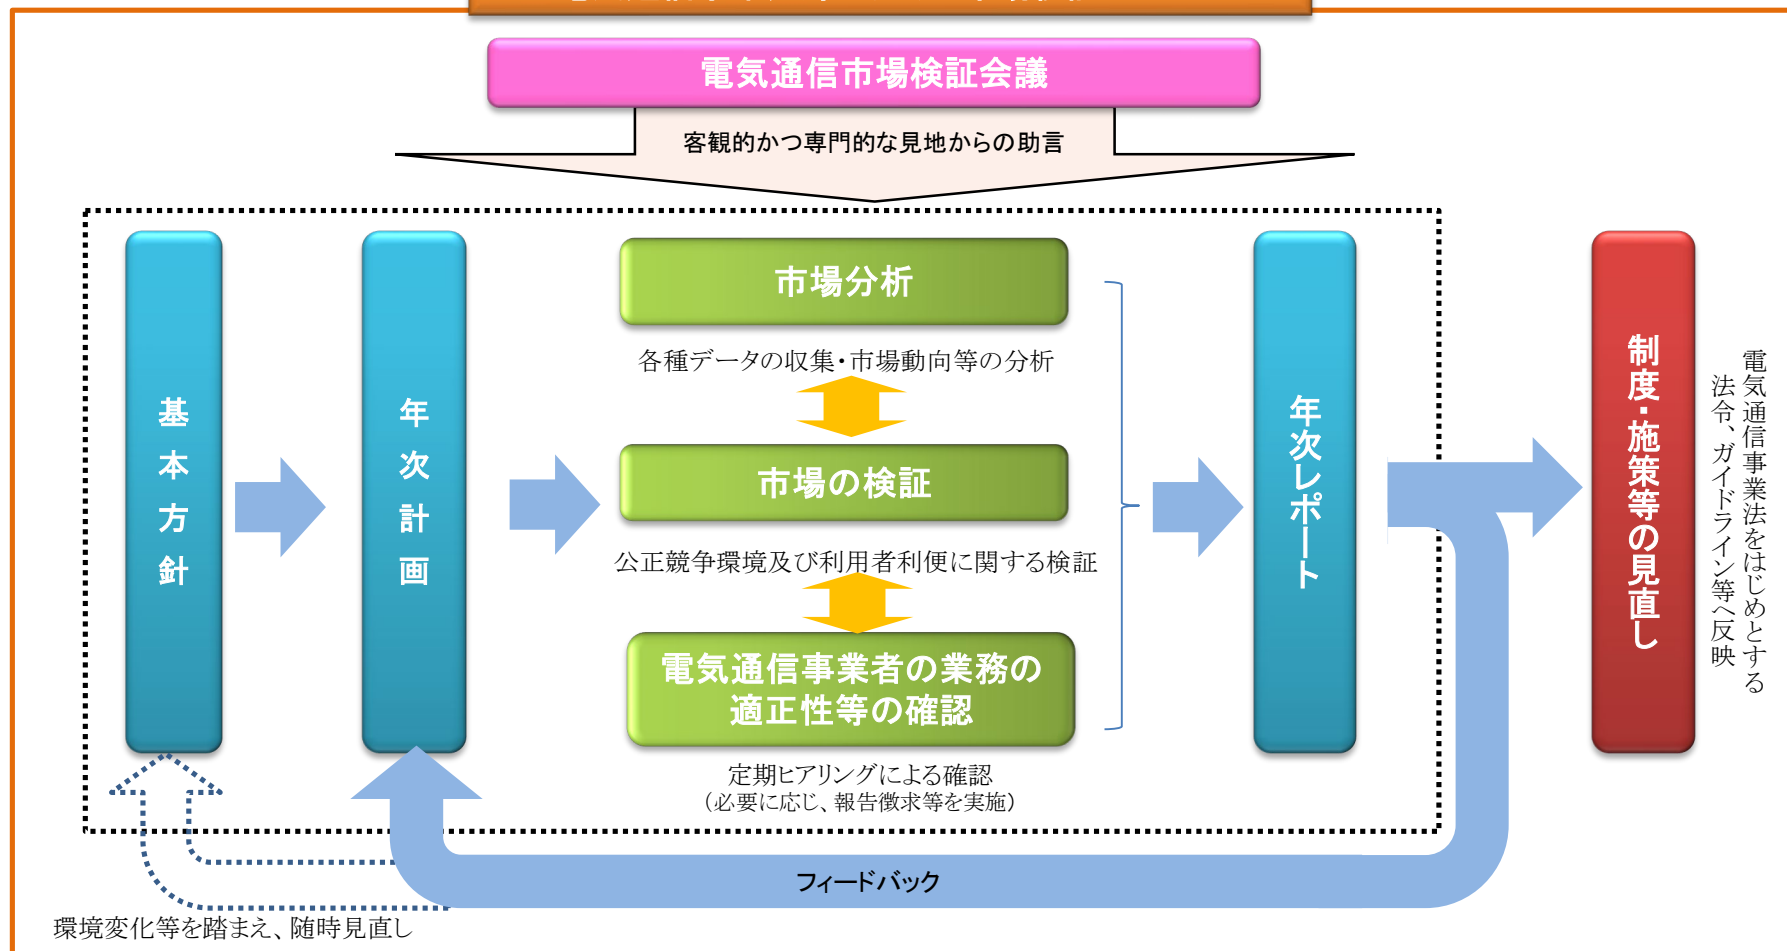 電気通信市場検証会議
客観的かつ専門的な見地からの助言
基本方針
年次計画
市場分析
各種データの収集・市場動向等の分析
市場の検証
公正競争環境及び利用者利便に関する検証
電気通信事業者の業務の
適正性等の確認
定期ヒアリングによる確認
（必要に応じ、報告徴求等を実施）
年次レポート
制度・施策等の見直し
電気通信事業法をはじめとする
法令、ガイドライン等へ反映
フィードバック
環境変化等を踏まえ、随時見直し